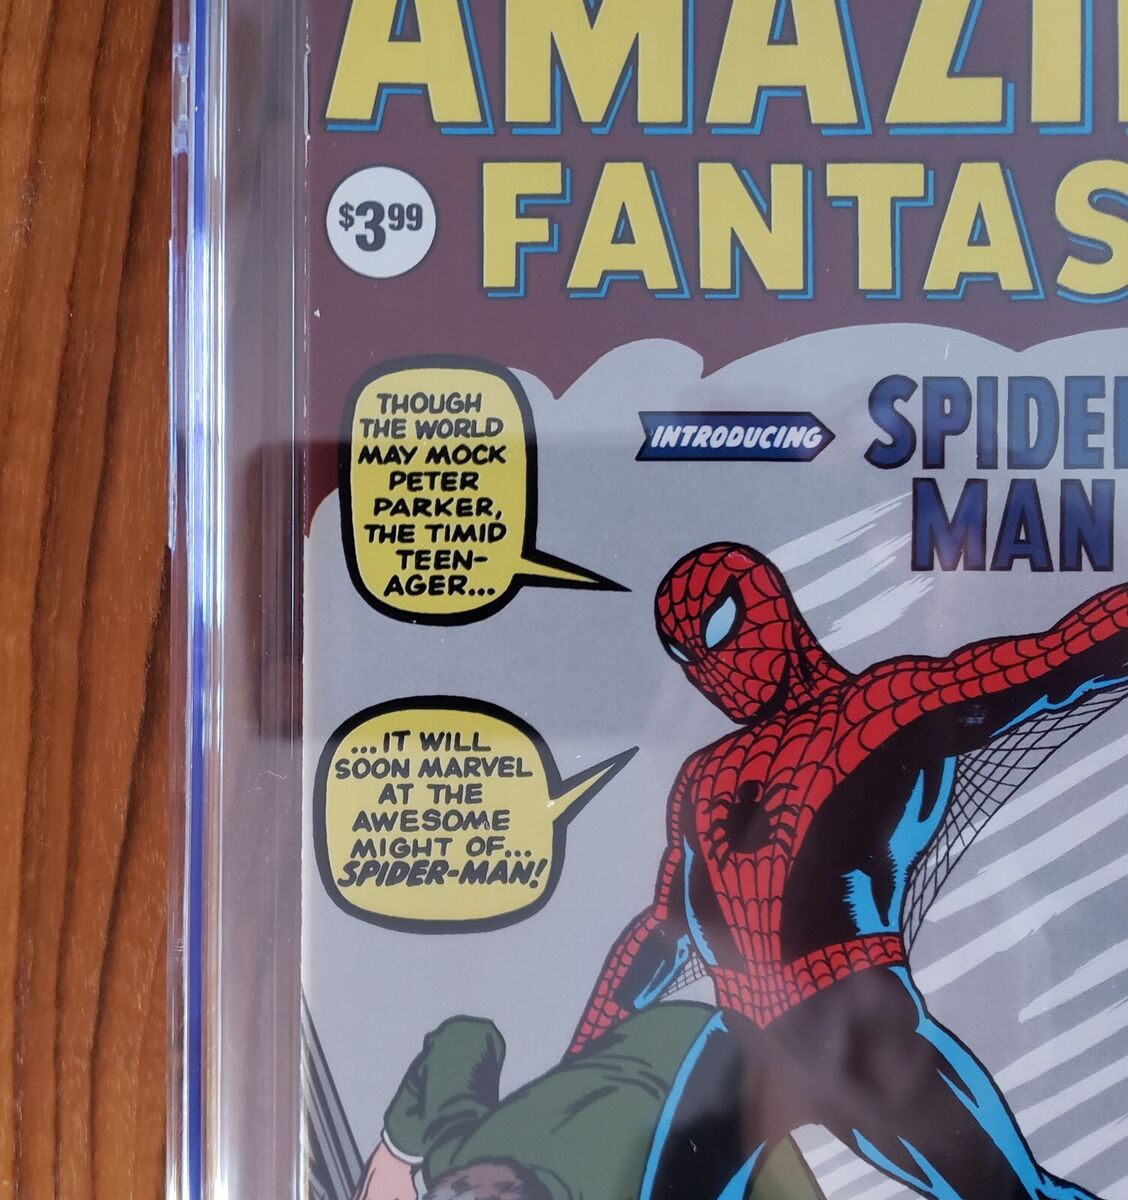 AMAZI
FANTAS
$3.99
THOUGH
THE WORLD
MAY MOCK
PETER
PARKER,
THE TIMID
TEEN-
AGER...
INTRODUCING
SPIDE
MAN
...IT WILL
SOON MARVEL
AT THE
AWESOME
MIGHT OF...
SPIDER-MAN!